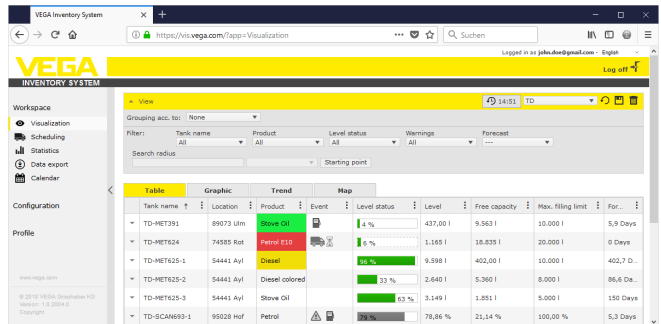 VEGA Inventory System
https://vis.vega.com/?app=Visualization
Suchen
Logged in as john.doe@gmail.com - English
VEGA
INVENTORY SYSTEM
Log off
Workspace
Visualization
Scheduling
Statistics
Data export
Calendar
Configuration
Profile
www.vega.com
© 2019 VEGA Grieshaber KG
View
14:51 TD
Grouping acc. to: None
Filter: Tank name Product Level status Warnings Forecast
All All All All ---
Search radius
Starting point
Table Graphic Trend Map
Tank name ↑ Location Product Event Level status Level Free capacity Max. filling limit For...
TD-MET391 89073 Ulm Stove Oil 4 % 437,00 l 9.563 l 10.000 l 5,9 Days
TD-MET624 74585 Rot Petrol E10 6 % 1.165 l 18.835 l 20.000 l 0 Days
TD-MET625-1 54441 Ayl Diesel 96 % 9.598 l 402,00 l 10.000 l 402,7 D...
TD-MET625-2 54441 Ayl Diesel colored 33 % 2.640 l 5.360 l 8.000 l 86,6 Da...
TD-MET625-3 54441 Ayl Stove Oil 63 % 3.149 l 1.851 l 5.000 l 150 Days
TD-SCAN693-1 95028 Hof Petrol 79 % 78,86 % 21,14 % 100,00 % 5,3 Days